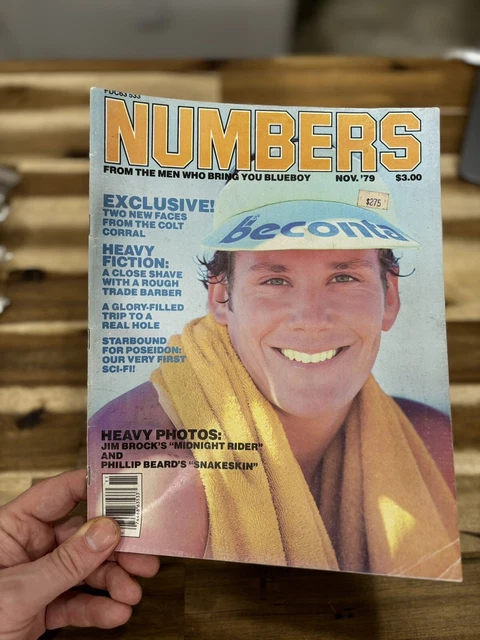 NUMBERS
FROM THE MEN WHO BRING YOU BLUEBOY NOV. '79 $3.00
$2.75
beconta
EXCLUSIVE!
TWO NEW FACES
FROM THE COLT
CORRAL
HEAVY
FICTION:
A CLOSE SHAVE
WITH A ROUGH
TRADE BARBER
A GLORY-FILLED
TRIP TO A
REAL HOLE
STARBOUND
FOR POSEIDON:
OUR VERY FIRST
SCI-FI!
HEAVY PHOTOS:
JIM BROCK'S "MIDNIGHT RIDER"
AND
PHILLIP BEARD'S "SNAKESKIN"